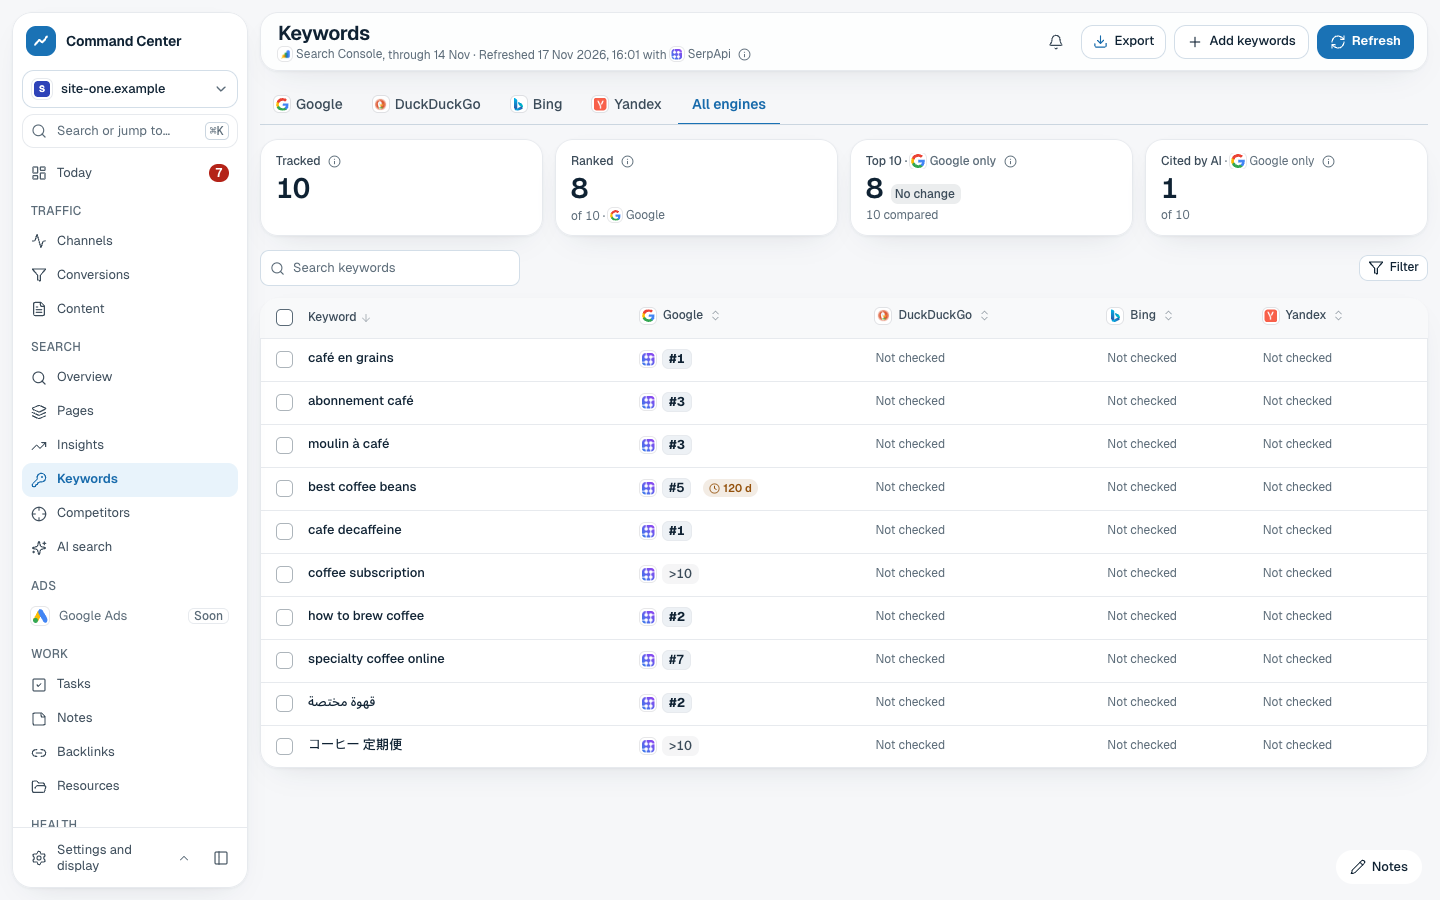 Command Center
S site-one.example
Search or jump to... ⌘K
Today 7
TRAFFIC
Channels
Conversions
Content
SEARCH
Overview
Pages
Insights
Keywords
Competitors
AI search
ADS
Google Ads Soon
WORK
Tasks
Notes
Backlinks
Resources
HEALTH
Settings and
display
Keywords
Search Console, through 14 Nov · Refreshed 17 Nov 2026, 16:01 with SerpApi
Export
Add keywords
Refresh
Google DuckDuckGo Bing Yandex All engines
Tracked
10
Ranked
8
of 10 · Google
Top 10 · Google only
8 No change
10 compared
Cited by AI · Google only
1
of 10
Search keywords
Filter
Keyword Google DuckDuckGo Bing Yandex
café en grains #1 Not checked Not checked Not checked
abonnement café #3 Not checked Not checked Not checked
moulin à café #3 Not checked Not checked Not checked
best coffee beans #5 120 d Not checked Not checked Not checked
cafe decaffeine #1 Not checked Not checked Not checked
coffee subscription >10 Not checked Not checked Not checked
how to brew coffee #2 Not checked Not checked Not checked
specialty coffee online #7 Not checked Not checked Not checked
قهوة مختصة #2 Not checked Not checked Not checked
コーヒー 定期便 >10 Not checked Not checked Not checked
Notes